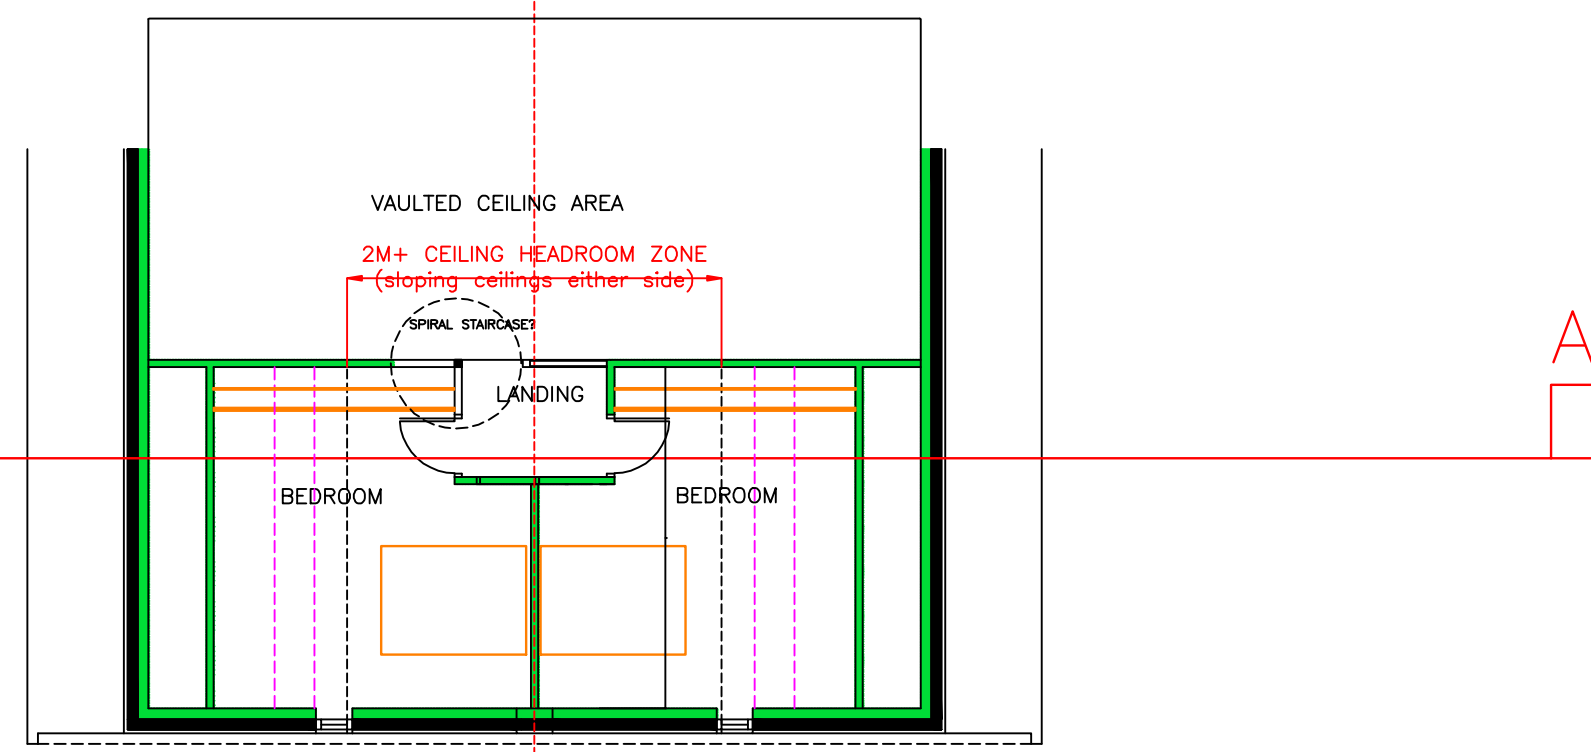 VAULTED CEILING AREA
2M+ CEILING HEADROOM ZONE
(sloping ceilings either side)
SPIRAL STAIRCASE?
A
LANDING
BEDROOM
BEDROOM